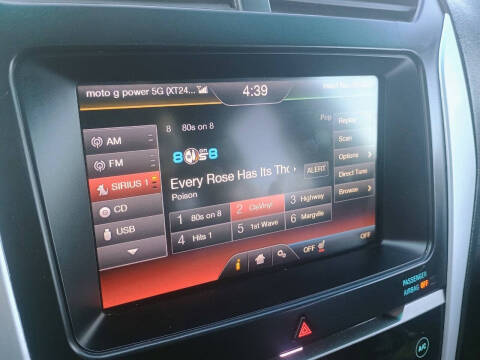 moto g power 5G (XT24...
4:39
AM
FM
SIRIUS 1
CD
USB
8 80s on 8
Pop
8 on 8
Every Rose Has Its Tho
Poison
ALERT
1 80s on 8
2 ClsVinyl
3 Highway
4 Hits 1
5 1st Wave
6 Margvlle
Replay
Scan
Options >
Direct Tune
Browse >
OFF
OFF
PASSENGER
AIRBAG OFF
A/C